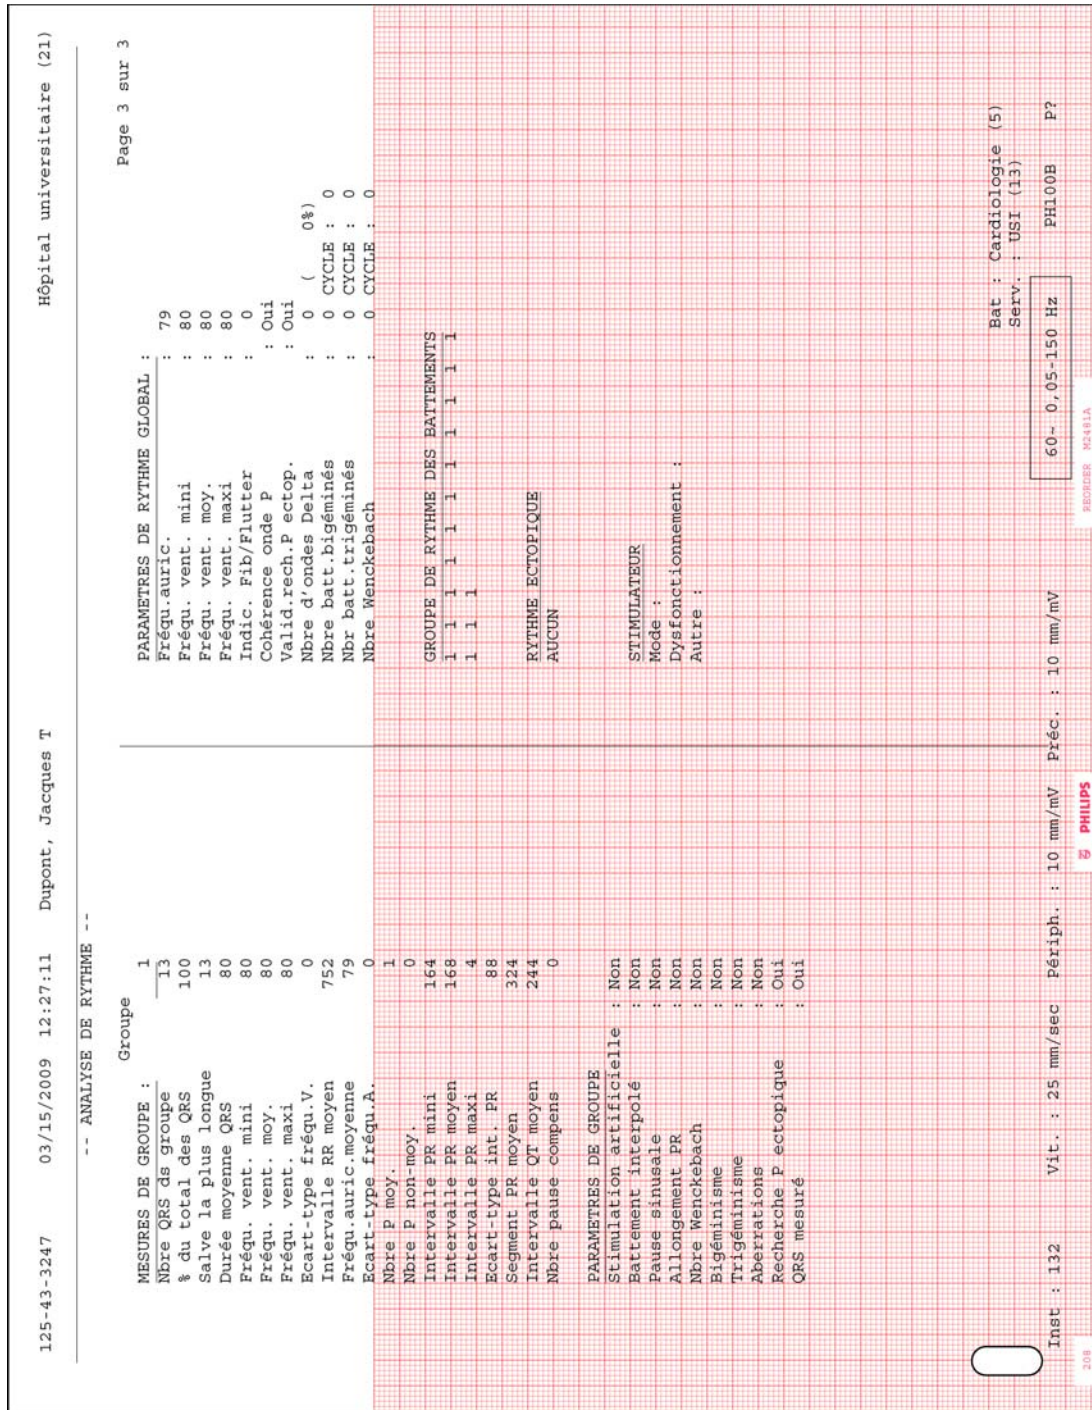 125-43-3247 03/15/2009 12:27:11 Dupont, Jacques T Hôpital universitaire (21)
-- ANALYSE DE RYTHME --
Page 3 sur 3
Groupe
MESURES DE GROUPE : 1
Nbre QRS ds groupe 13
% du total des QRS 100
Salve la plus longue 13
Durée moyenne QRS 80
Fréqu. vent. mini 80
Fréqu. vent. moy. 80
Fréqu. vent. maxi 80
Ecart-type fréqu.V. 0
Intervalle RR moyen 752
Fréqu.auric.moyenne 79
Ecart-type fréqu.A. 0
Nbre P moy. 1
Nbre P non-moy. 0
Intervalle PR mini 164
Intervalle PR moyen 168
Intervalle PR maxi 4
Ecart-type int. PR 88
Segment PR moyen 324
Intervalle QT moyen 244
Nbre pause compens 0
PARAMETRES DE GROUPE
Stimulation artificielle : Non
Battement interpolé : Non
Pause sinusale : Non
Allongement PR : Non
Nbre Wenckebach : Non
Bigéminisme : Non
Trigéminisme : Non
Aberrations : Non
Recherche P ectopique : Oui
QRS mesuré : Oui
PARAMETRES DE RYTHME GLOBAL :
Fréqu.auric. : 79
Fréqu. vent. mini : 80
Fréqu. vent. moy. : 80
Fréqu. vent. maxi : 80
Indic. Fib/Flutter : 0
Cohérence onde P : Oui
Valid.rech.P ectop. : Oui
Nbre d'ondes Delta : 0 ( 0%)
Nbre batt.bigéminés : 0 CYCLE : 0
Nbr batt.trigéminés : 0 CYCLE : 0
Nbre Wenckebach : 0 CYCLE : 0
GROUPE DE RYTHME DES BATTEMENTS
1 1 1 1 1 1 1 1 1 1 1
1 1 1
RYTHME ECTOPIQUE
AUCUN
STIMULATEUR
Mode :
Dysfonctionnement :
Autre :
Bat : Cardiologie (5)
Serv. : USI (13)
Inst : 132 Vit. : 25 mm/sec Périph. : 10 mm/mV Préc. : 10 mm/mV 60~ 0,05-150 Hz PH100B P?
208 PHILIPS REORDER M2481A